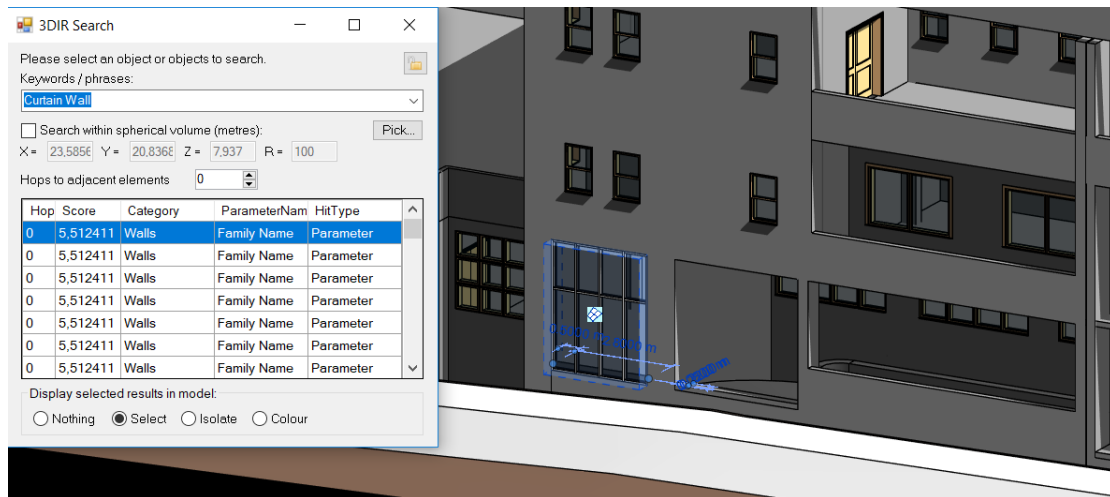 3DIR Search
Please select an object or objects to search.
Keywords / phrases:
Curtain Wall
Search within spherical volume (metres): Pick...
X = 23,5856 Y = 20,8368 Z = 7,937 R = 100
Hops to adjacent elements 0
Hop Score Category ParameterNam HitType
0 5,512411 Walls Family Name Parameter
0 5,512411 Walls Family Name Parameter
0 5,512411 Walls Family Name Parameter
0 5,512411 Walls Family Name Parameter
0 5,512411 Walls Family Name Parameter
0 5,512411 Walls Family Name Parameter
0 5,512411 Walls Family Name Parameter
Display selected results in model:
Nothing Select Isolate Colour